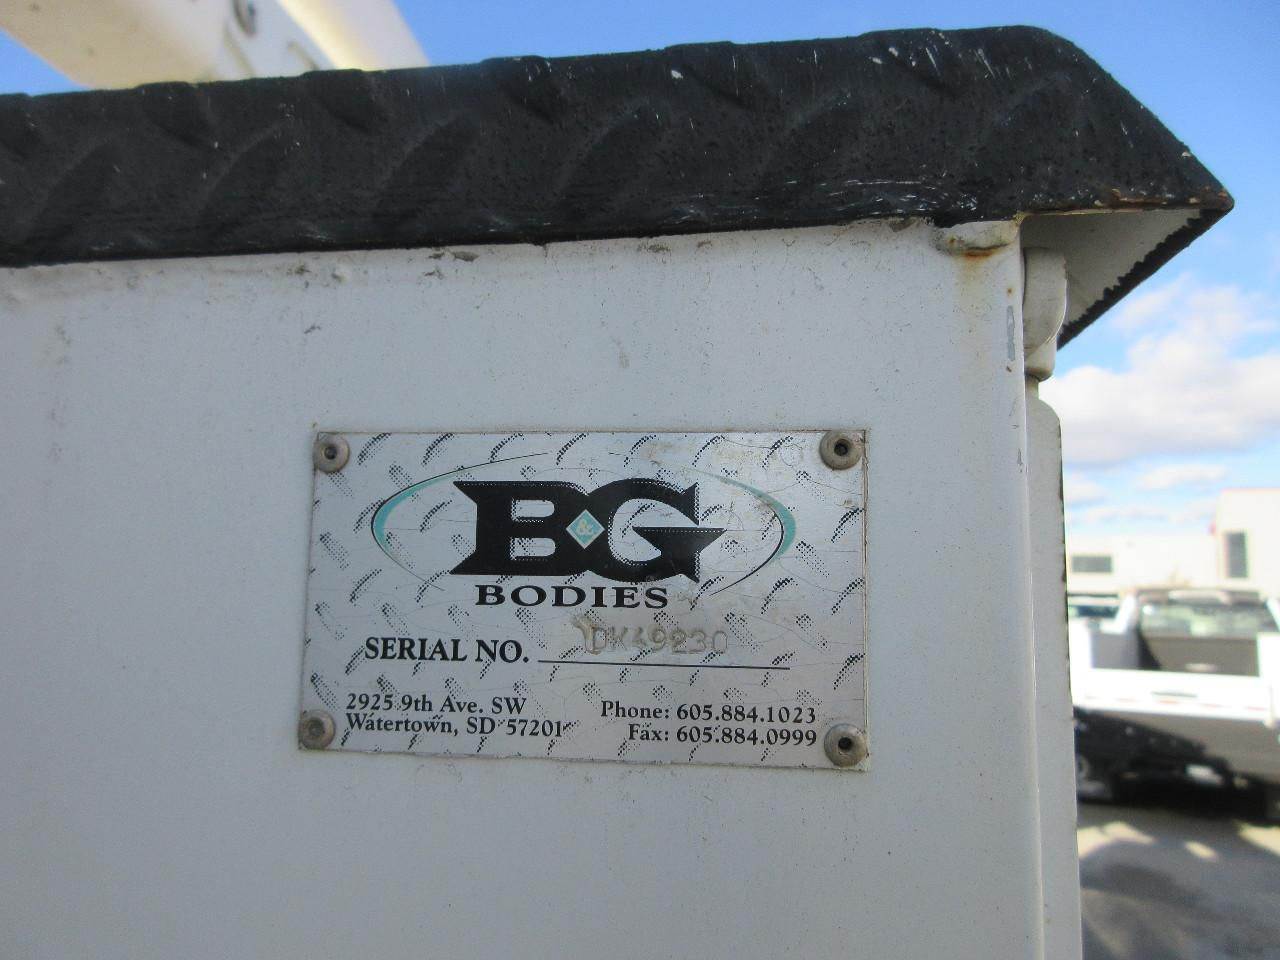 B&G
BODIES
SERIAL NO. DK49230
2925 9th Ave. SW
Watertown, SD 57201
Phone: 605.884.1023
Fax: 605.884.0999